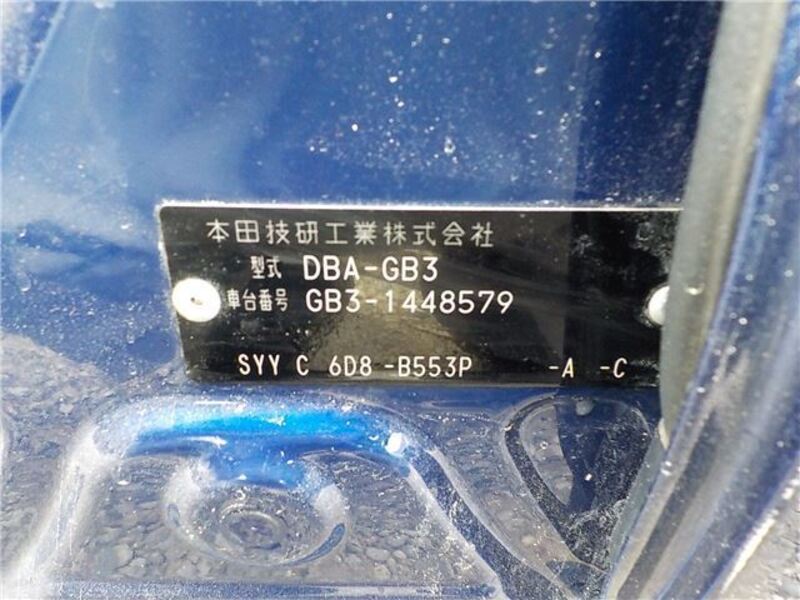 本田技研工業株式会社
型式 DBA-GB3
車台番号 GB3-1448579
SYY C 6D8 -B553P -A -C